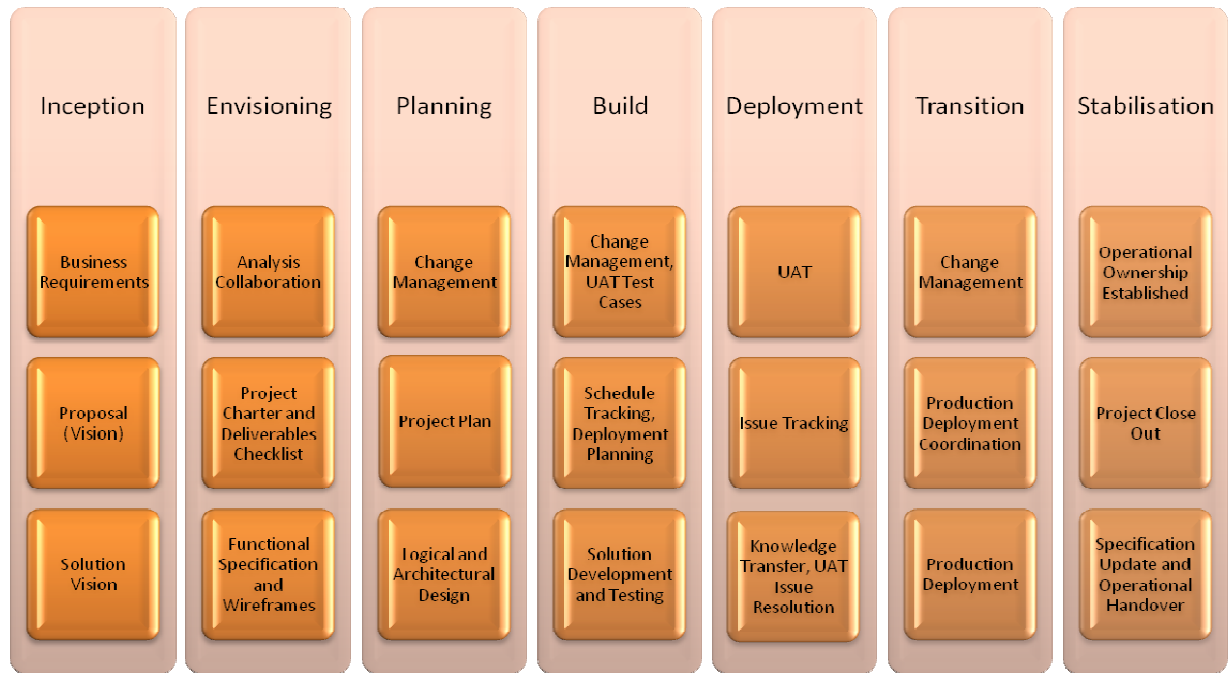 Inception
Business
Requirements
Proposal
(Vision)
Solution
Vision
Envisioning
Analysis
Collaboration
Project
Charter and
Deliverables
Checklist
Functional
Specification
and
Wireframes
Planning
Change
Management
Project Plan
Logical and
Architectural
Design
Build
Change
Management,
UAT Test
Cases
Schedule
Tracking,
Deployment
Planning
Solution
Development
and Testing
Deployment
UAT
Issue Tracking
Knowledge
Transfer, UAT
Issue
Resolution
Transition
Change
Management
Production
Deployment
Coordination
Production
Deployment
Stabilisation
Operational
Ownership
Established
Project Close
Out
Specification
Update and
Operational
Handover